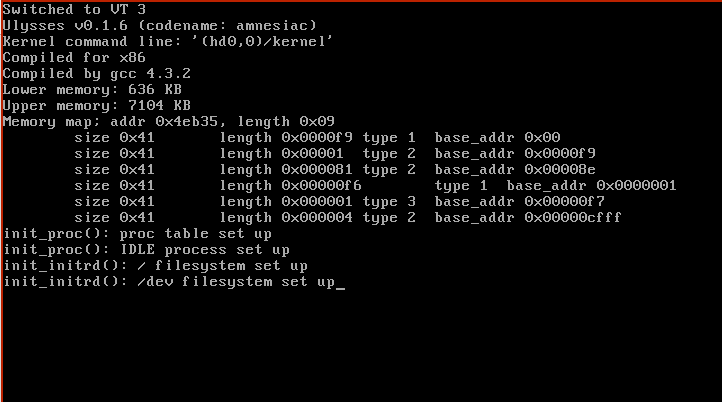 Switched to VT 3
Ulysses v0.1.6 (codename: amnesiac)
Kernel command line: '(hd0,0)/kernel'
Compiled for x86
Compiled by gcc 4.3.2
Lower memory: 636 KB
Upper memory: 7104 KB
Memory map; addr 0x4eb35, length 0x09
size 0x41 length 0x0000f9 type 1 base_addr 0x00
size 0x41 length 0x00001 type 2 base_addr 0x0000f9
size 0x41 length 0x000081 type 2 base_addr 0x00008e
size 0x41 length 0x00000f6 type 1 base_addr 0x0000001
size 0x41 length 0x000001 type 3 base_addr 0x0000f7
size 0x41 length 0x000004 type 2 base_addr 0x00000cfff
init_proc(): proc table set up
init_proc(): IDLE process set up
init_initrd(): / filesystem set up
init_initrd(): /dev filesystem set up_